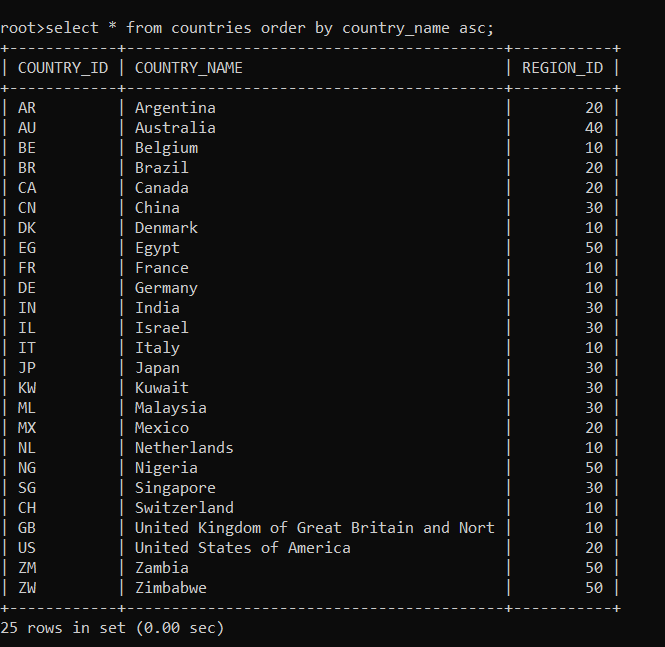 root>select * from countries order by country_name asc;
+------------+------------------------------------------+-----------+
| COUNTRY_ID | COUNTRY_NAME                             | REGION_ID |
+------------+------------------------------------------+-----------+
| AR         | Argentina                                |        20 |
| AU         | Australia                                |        40 |
| BE         | Belgium                                  |        10 |
| BR         | Brazil                                   |        20 |
| CA         | Canada                                   |        20 |
| CN         | China                                    |        30 |
| DK         | Denmark                                  |        10 |
| EG         | Egypt                                    |        50 |
| FR         | France                                   |        10 |
| DE         | Germany                                  |        10 |
| IN         | India                                    |        30 |
| IL         | Israel                                   |        30 |
| IT         | Italy                                    |        10 |
| JP         | Japan                                    |        30 |
| KW         | Kuwait                                   |        30 |
| ML         | Malaysia                                 |        30 |
| MX         | Mexico                                   |        20 |
| NL         | Netherlands                              |        10 |
| NG         | Nigeria                                  |        50 |
| SG         | Singapore                                |        30 |
| CH         | Switzerland                              |        10 |
| GB         | United Kingdom of Great Britain and Nort |        10 |
| US         | United States of America                 |        20 |
| ZM         | Zambia                                   |        50 |
| ZW         | Zimbabwe                                 |        50 |
+------------+------------------------------------------+-----------+
25 rows in set (0.00 sec)